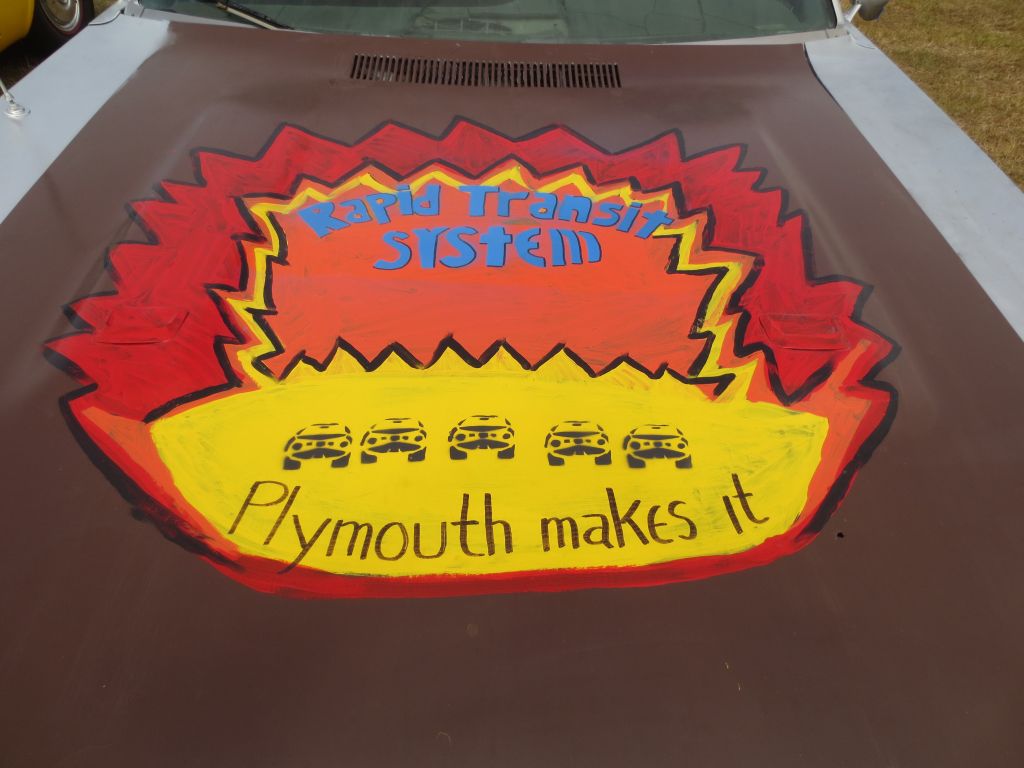 Rapid Transit
SYSTEM
Plymouth makes it